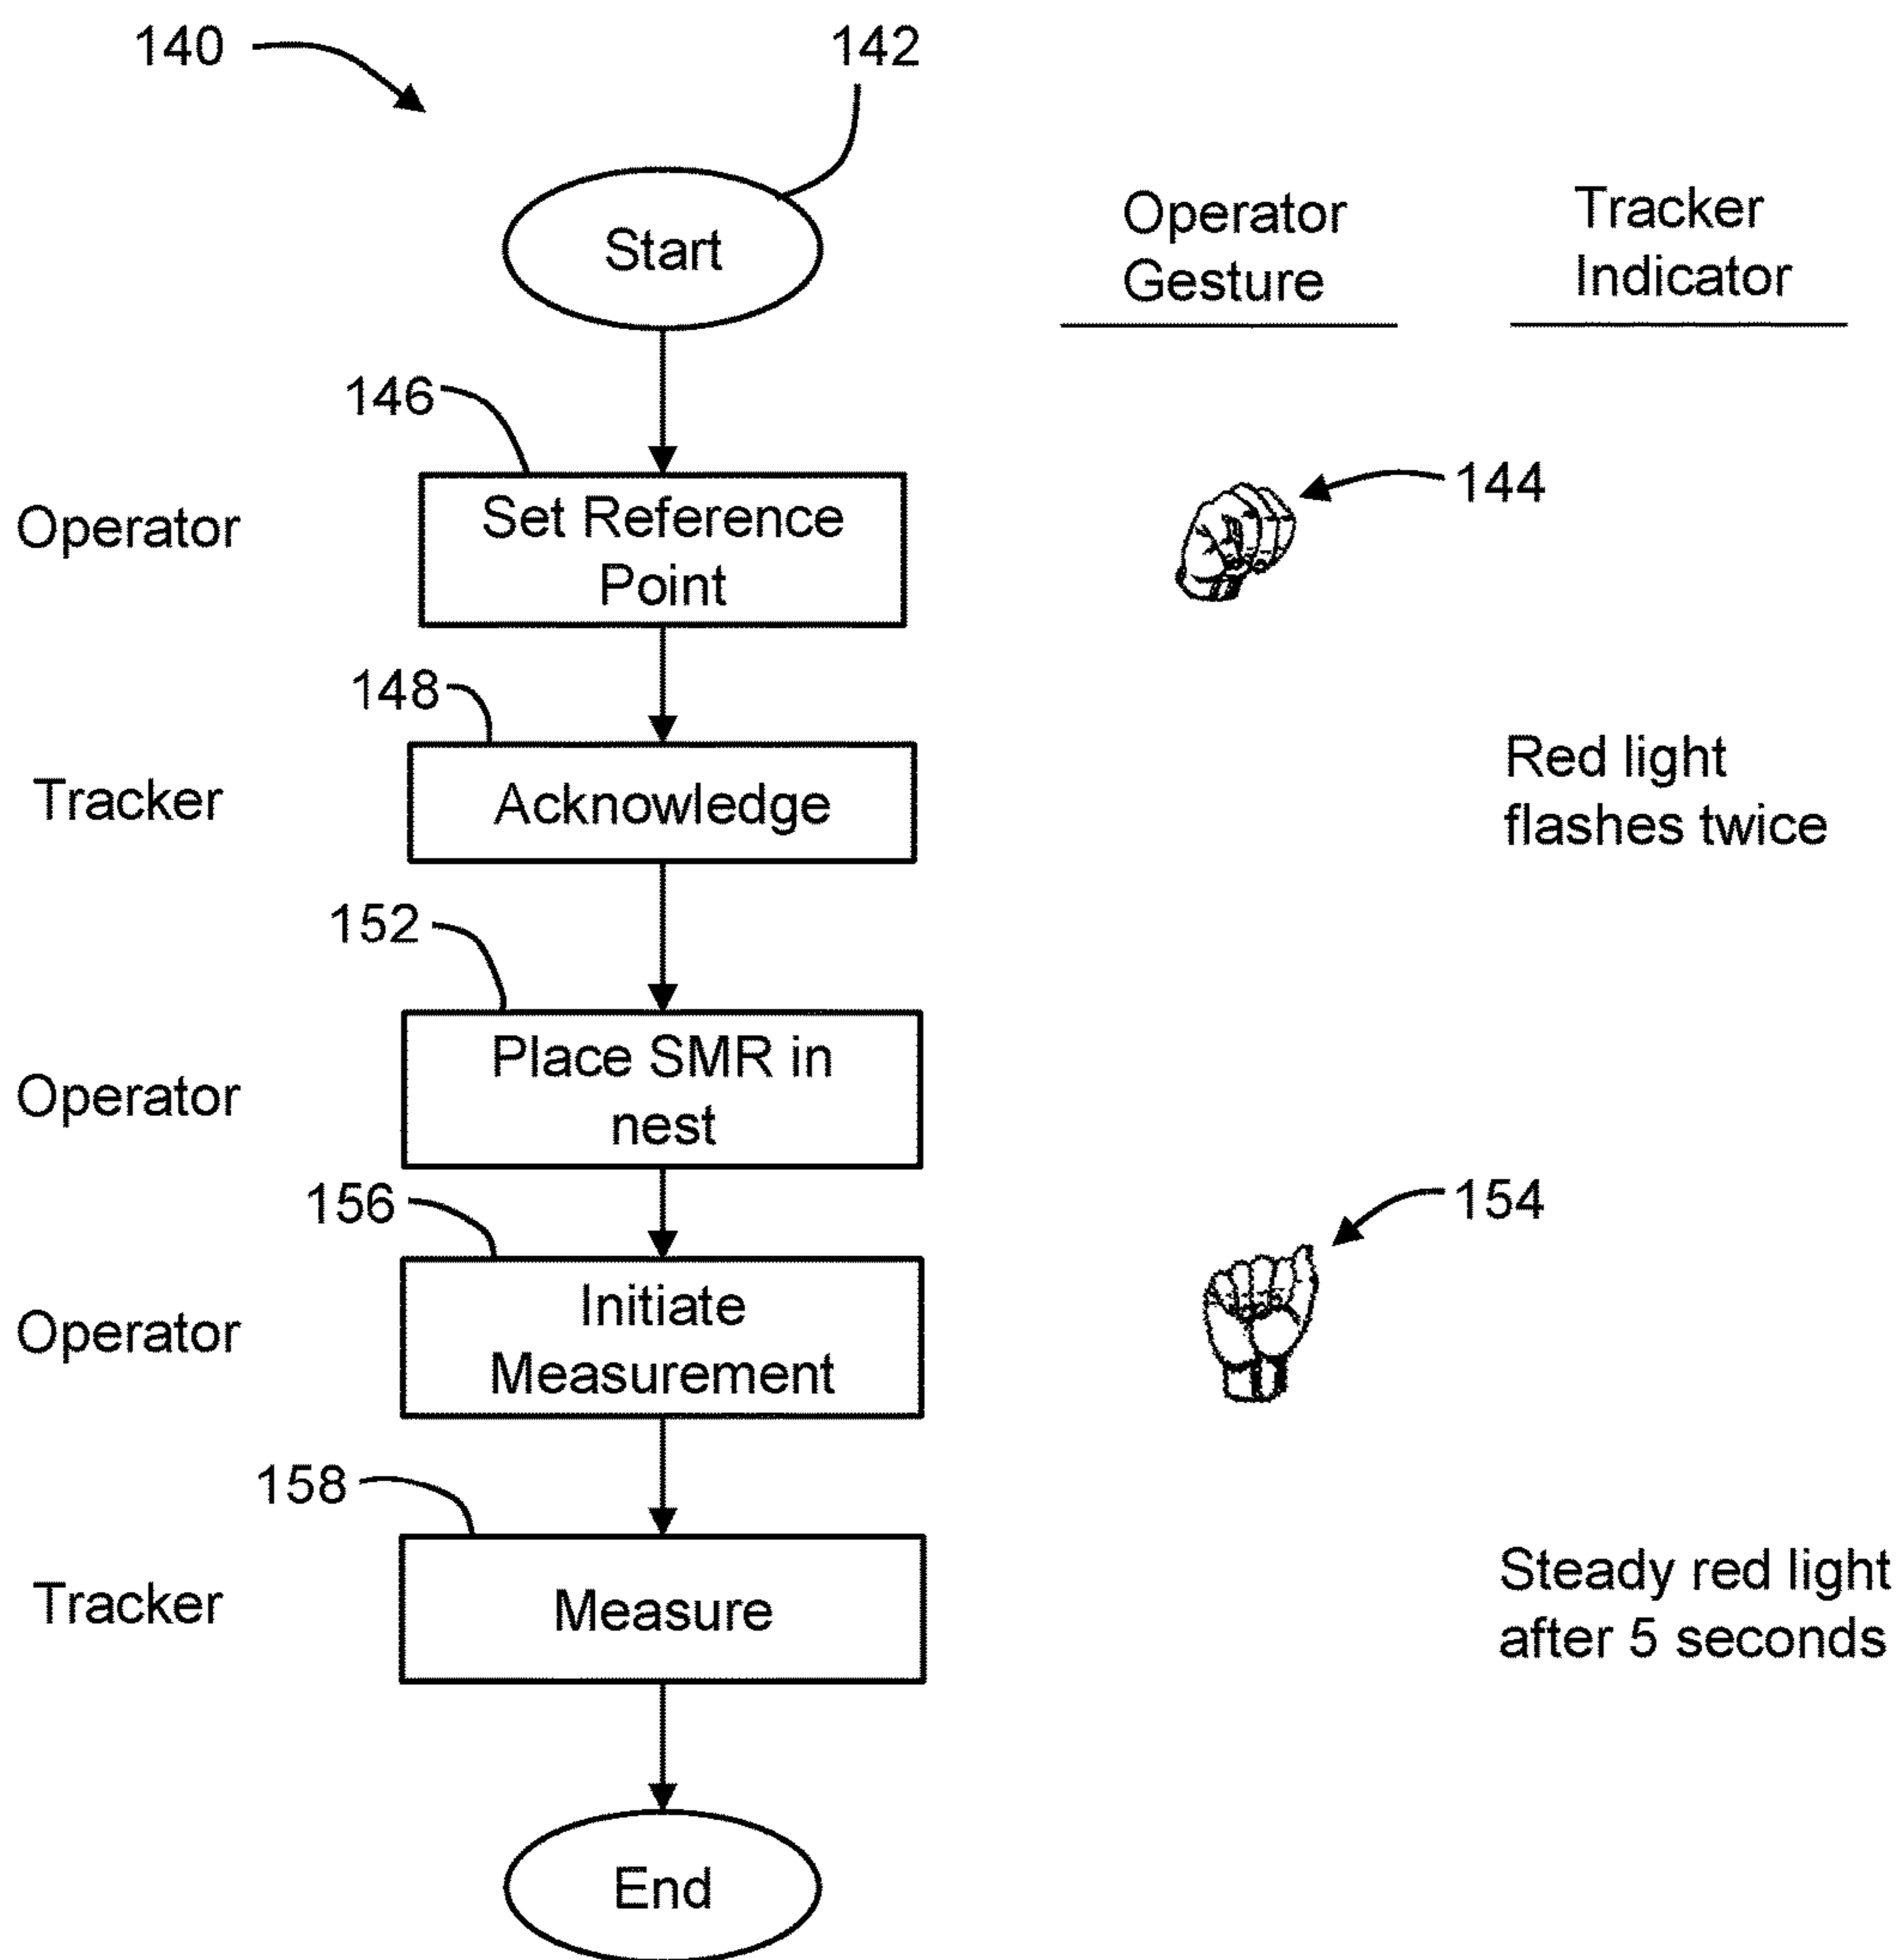 140
142
Start
Operator
Gesture
Tracker
Indicator
146
Operator
Set Reference
Point
144
148
Tracker
Acknowledge
Red light
flashes twice
152
Operator
Place SMR in
nest
156
154
Operator
Initiate
Measurement
158
Tracker
Measure
Steady red light
after 5 seconds
End